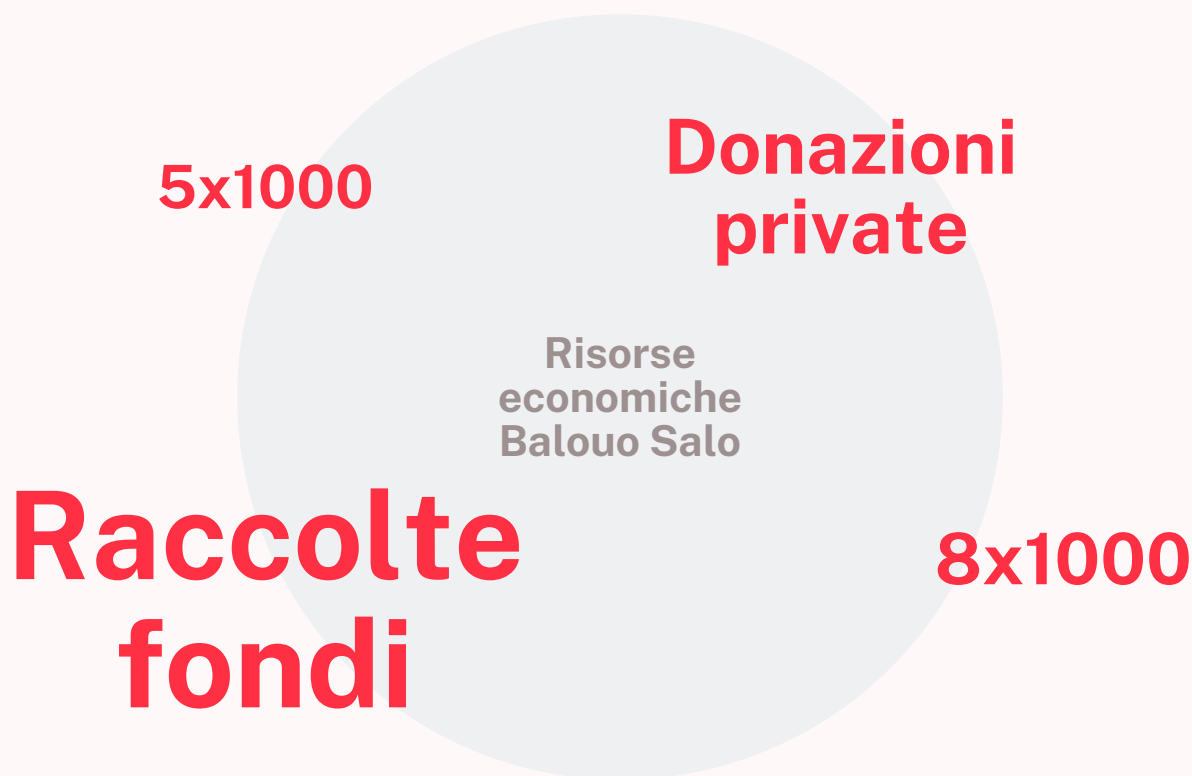 5x1000
Donazioni
private
Risorse
economiche
Balouo Salo
Raccolte
fondi
8x1000